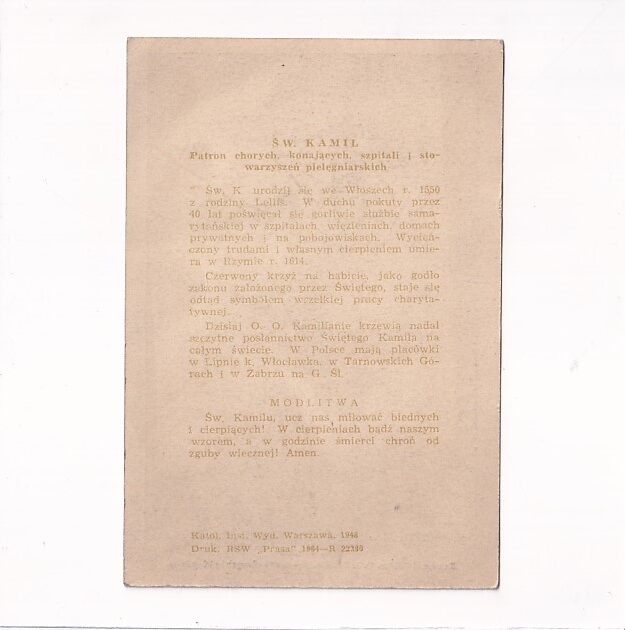 ŚW. KAMIL
Patron chorych, konających, szpitali i sto-
warzyszeń pielęgniarskich
Św. K urodził się we Włoszech r. 1550
z rodziny Lellis. W duchu pokuty przez
40 lat poświęcał się gorliwie służbie sama-
rytańskiej w szpitalach, więzieniach, domach
prywatnych i na pobojowiskach. Wycień-
czony trudami i własnym cierpieniem umie-
ra w Rzymie r. 1614.
Czerwony krzyż na habicie, jako godło
zakonu założonego przez Świętego, staje się
odtąd symbolem wszelkiej pracy charyta-
tywnej.
Dzisiaj O. O. Kamilianie krzewią nadal
szczytne posłannictwo Świętego Kamila na
całym świecie. W Polsce mają placówki
w Lipnie k. Włocławka, w Tarnowskich Gó-
rach i w Zabrzu na G. Śl.
MODLITWA
Św. Kamilu, ucz nas miłować biednych
i cierpiących! W cierpieniach bądź naszym
wzorem, a w godzinie śmierci chroń od
zguby wiecznej! Amen.
Katol. Inst. Wyd. Warszawa, 1948
Druk. RSW „Prasa" 1964—R